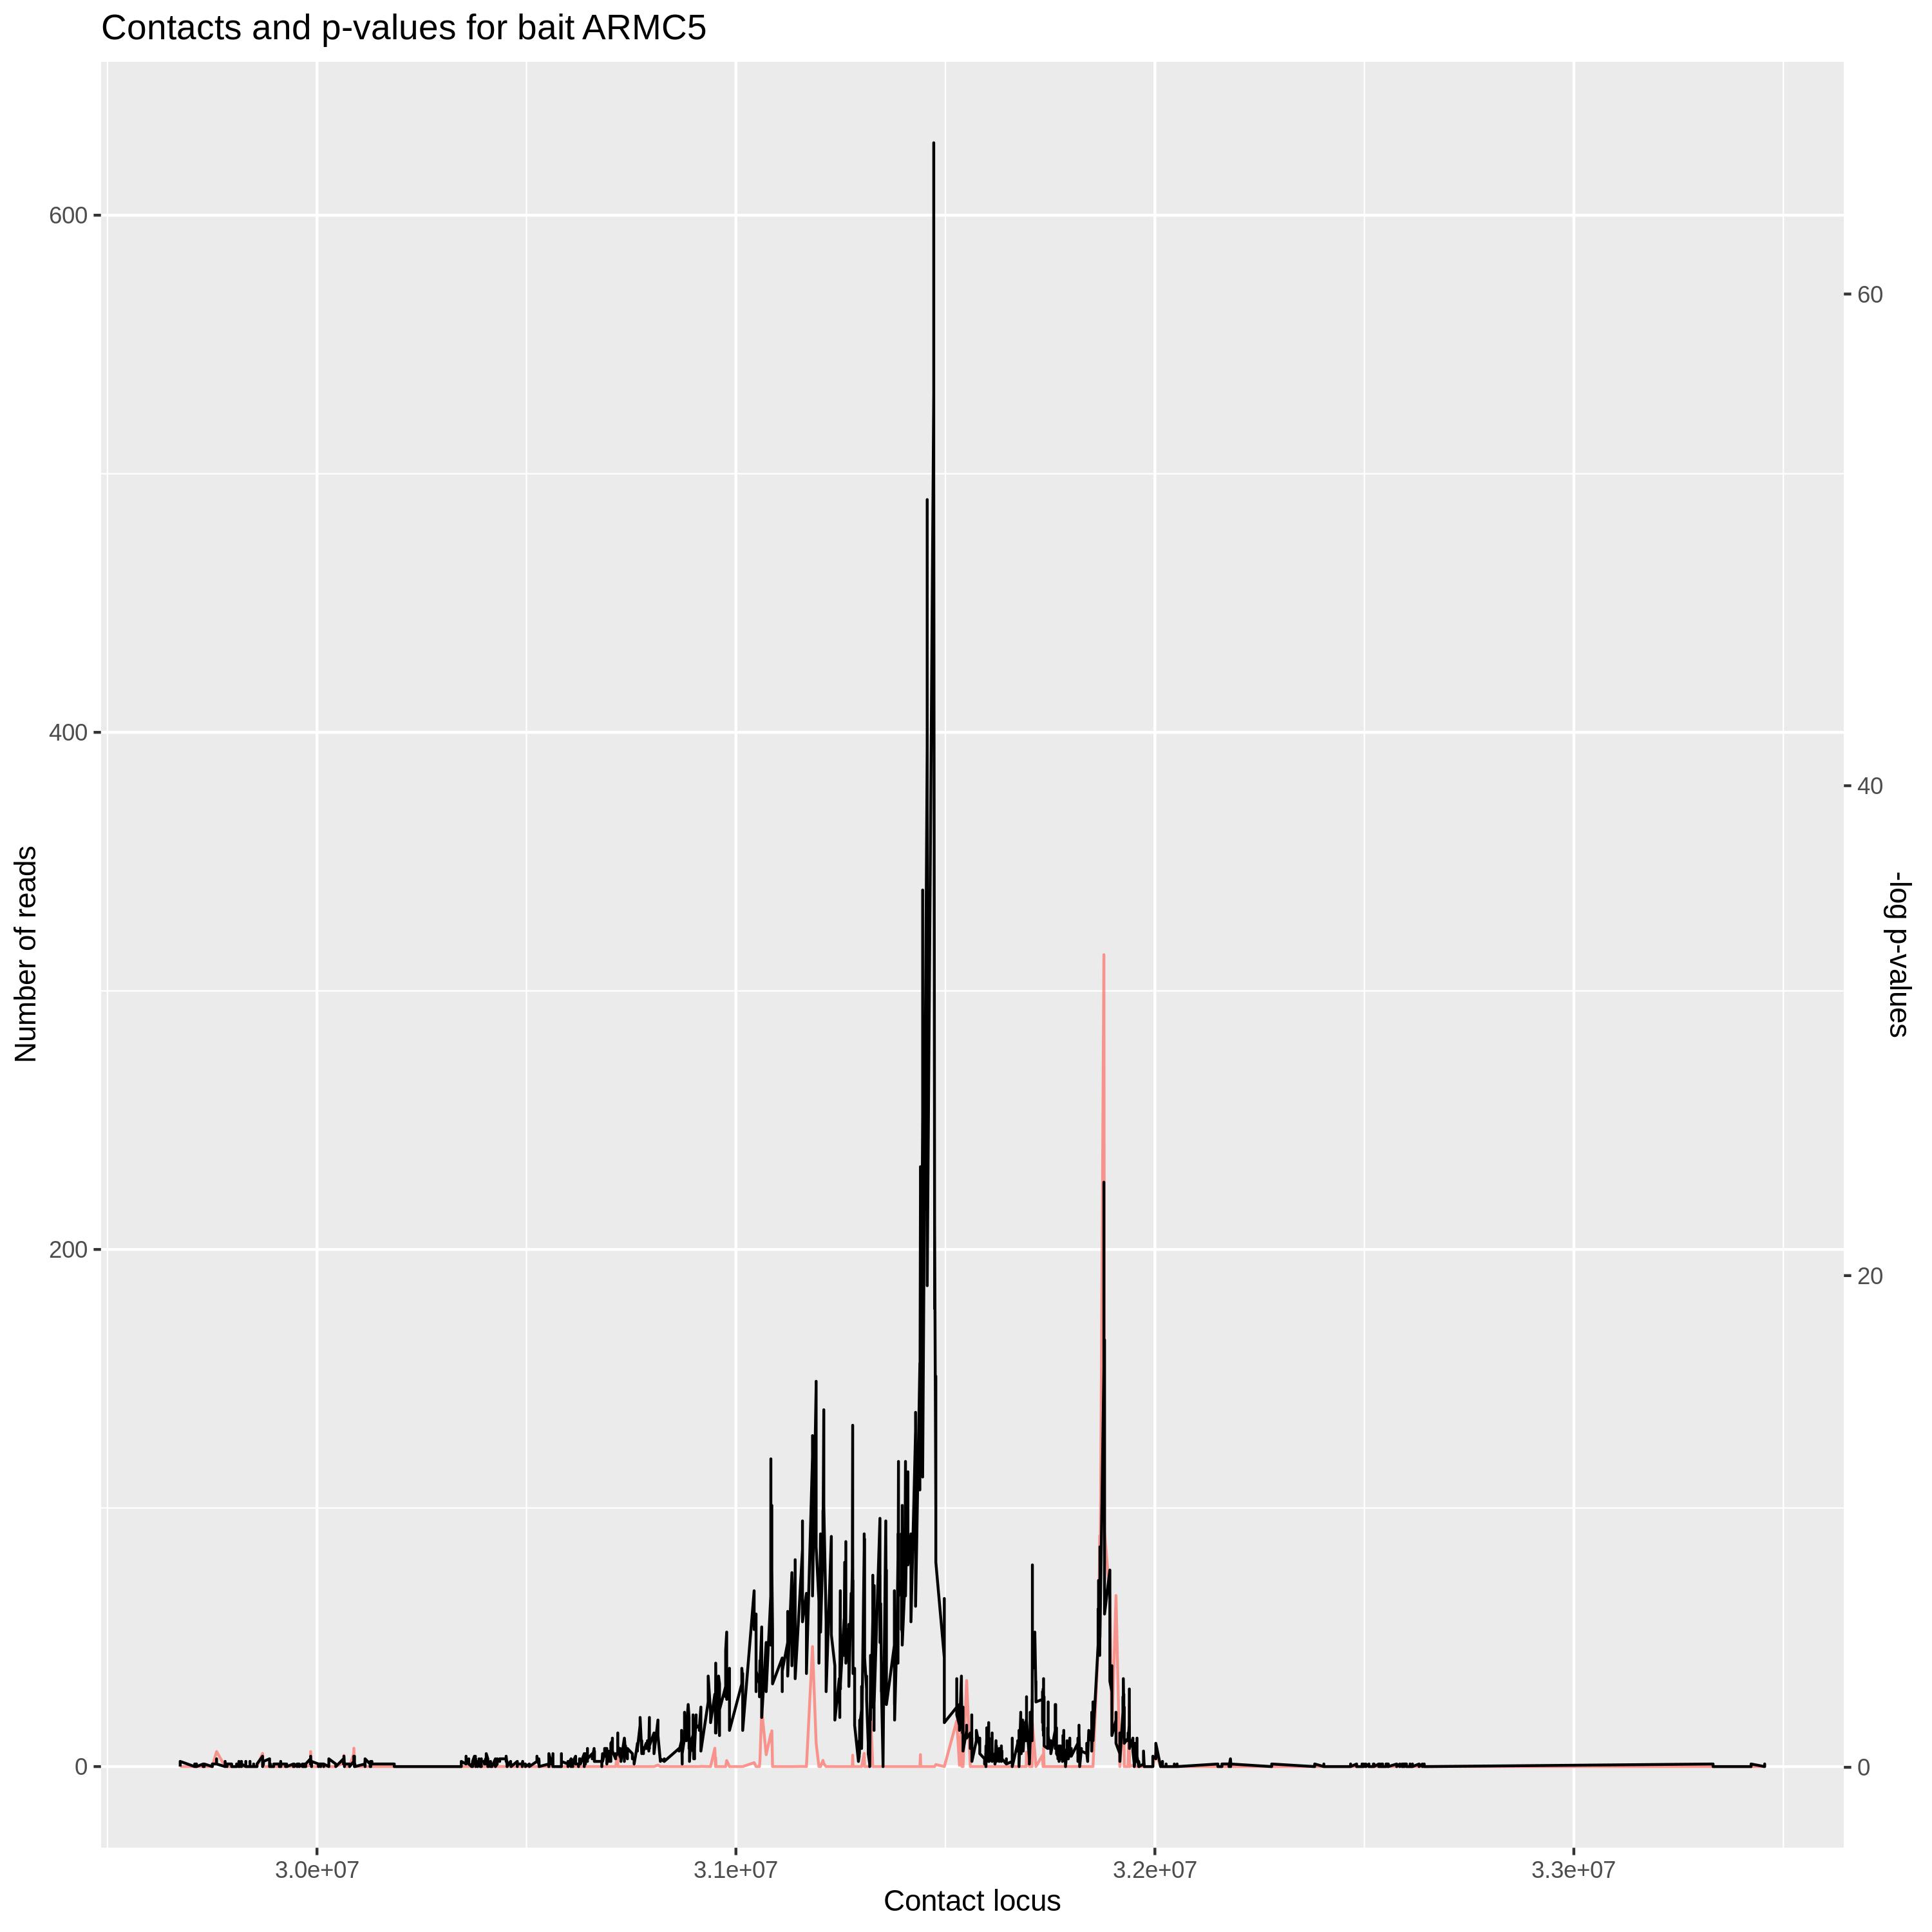 Contacts and p-values for bait ARMC5
600
400
200
0
Number of reads
60
40
20
0
-log p-values
3.0e+07
3.1e+07
3.2e+07
3.3e+07
Contact locus